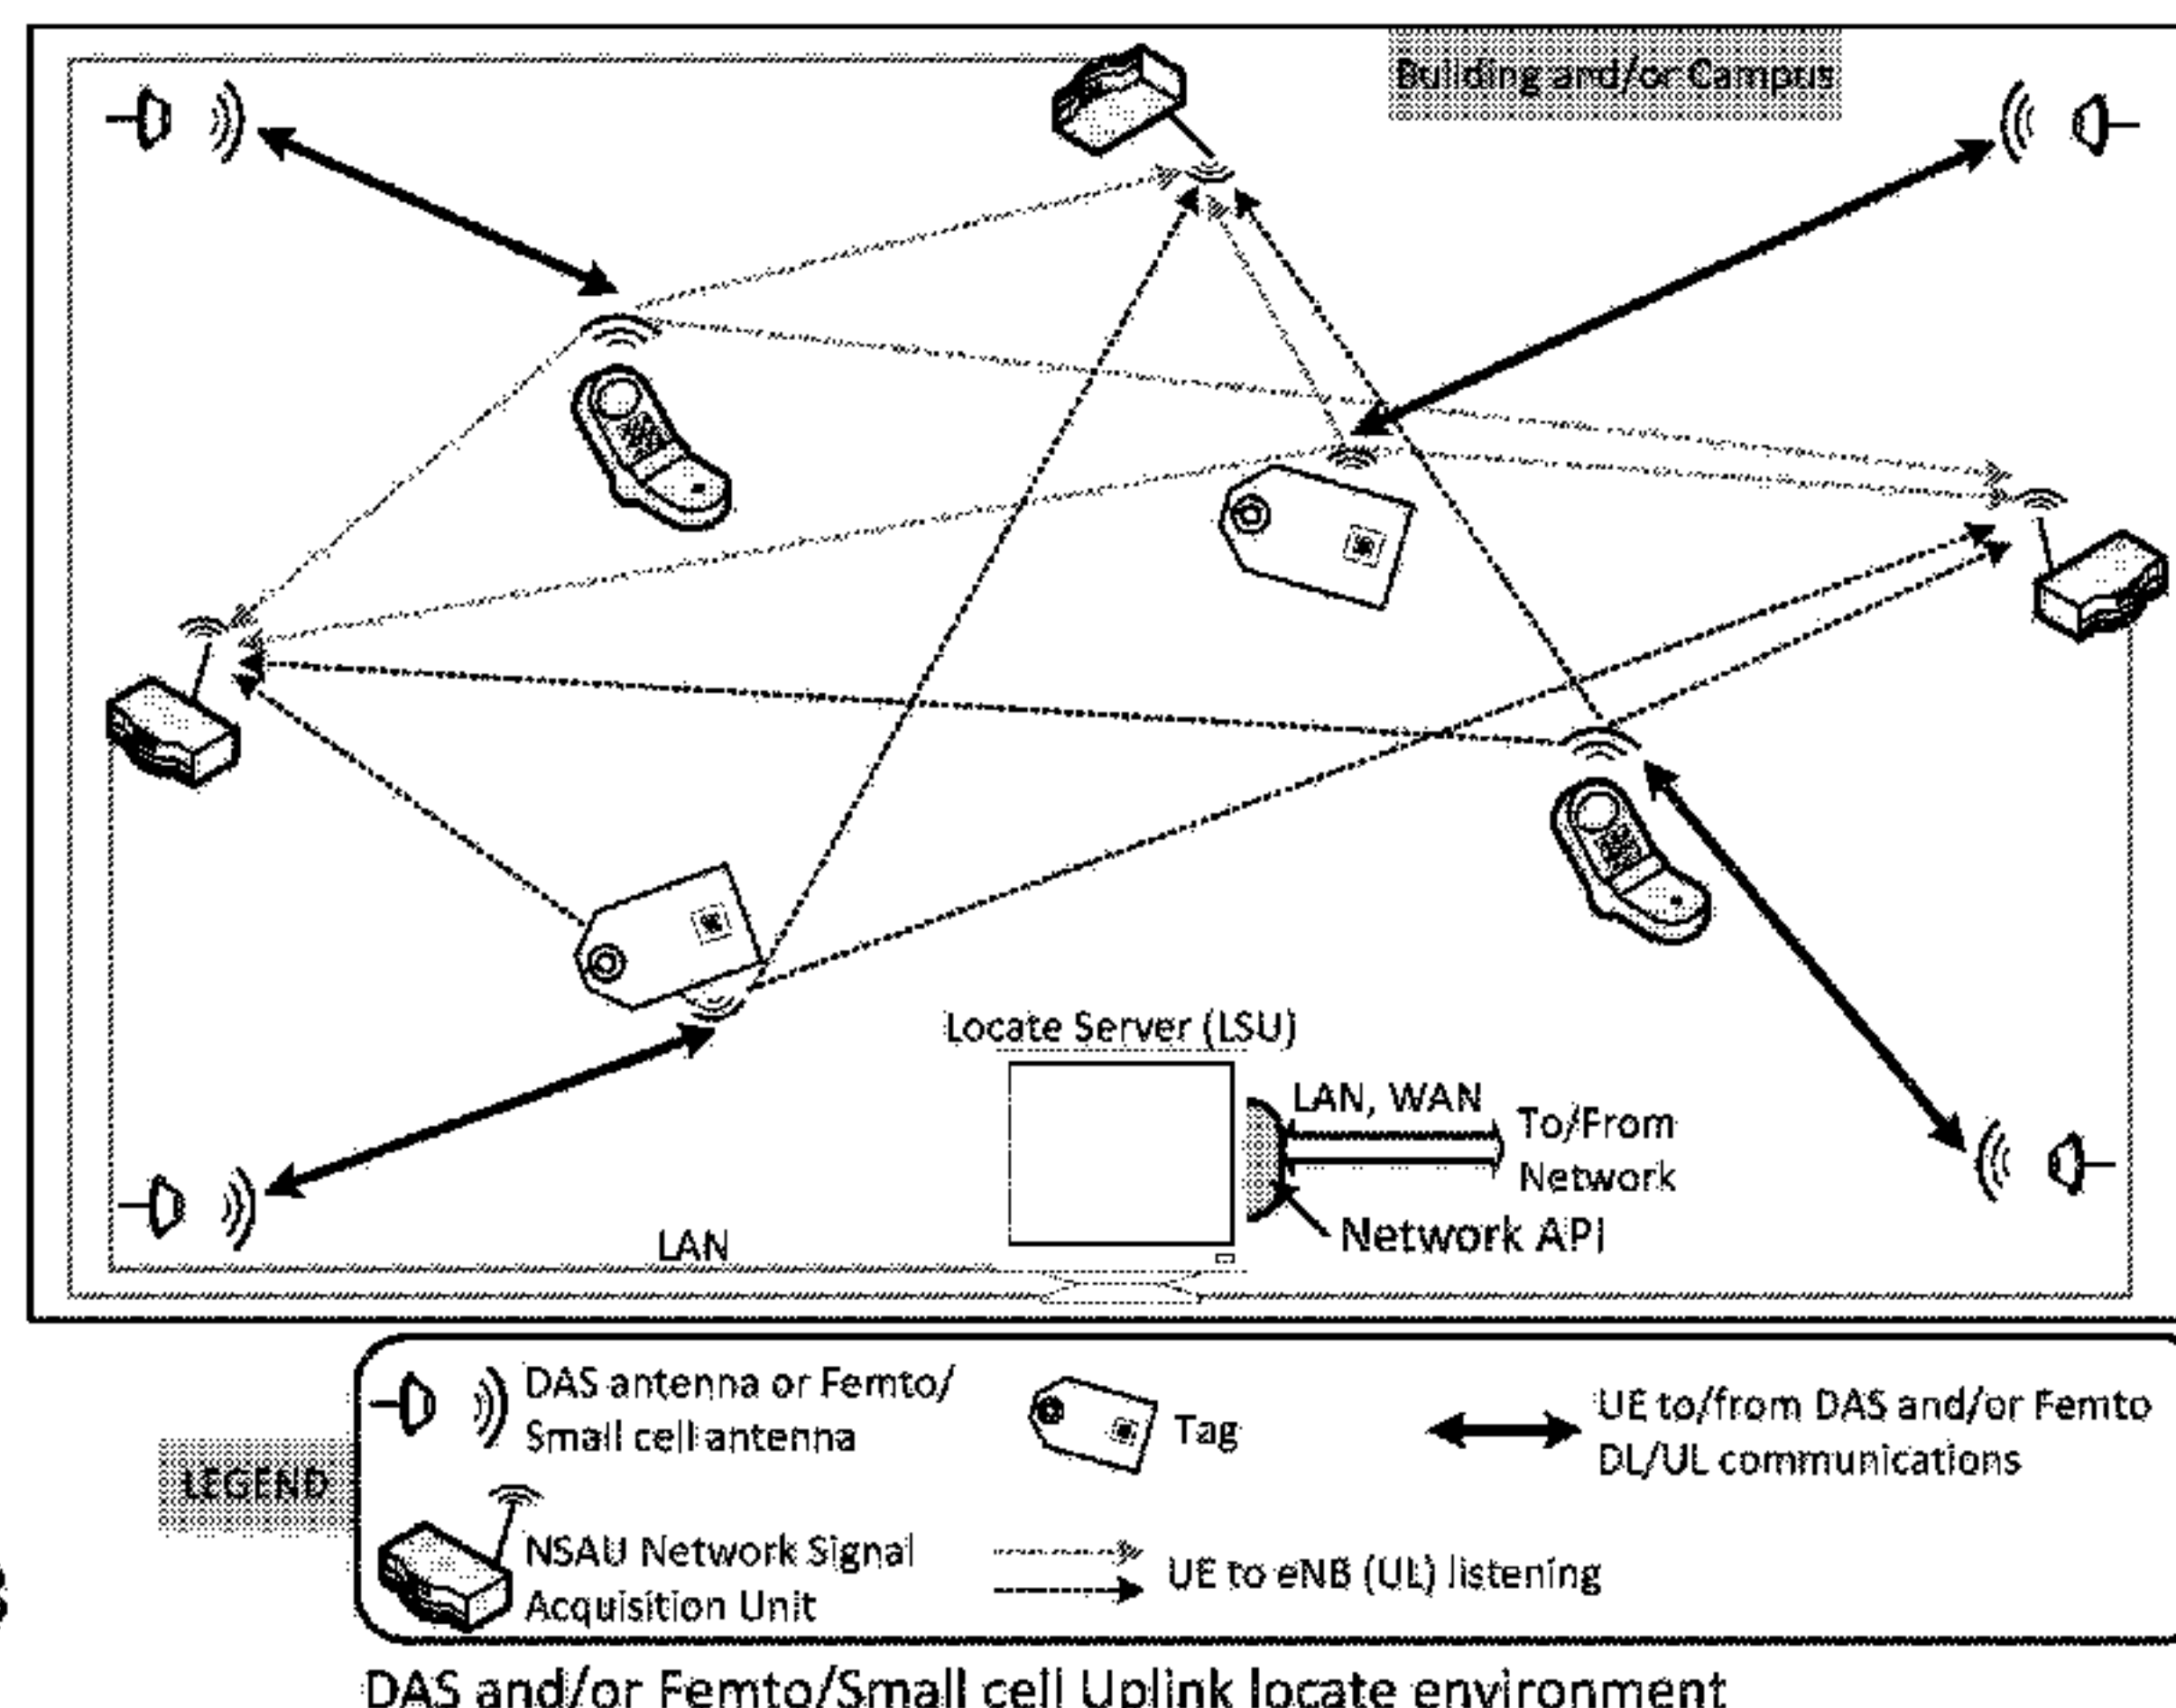 Building and/or Campus
Locate Server (LSU)
LAN, WAN
To/From
Network
Network API
LAN
LEGEND
DAS antenna or Femto/
Small cell antenna
Tag
UE to/from DAS and/or Femto
DL/UL communications
NSAU Network Signal
Acquisition Unit
UE to eNB (UL) listening
DAS and/or Femto/Small cell Uplink locate environment